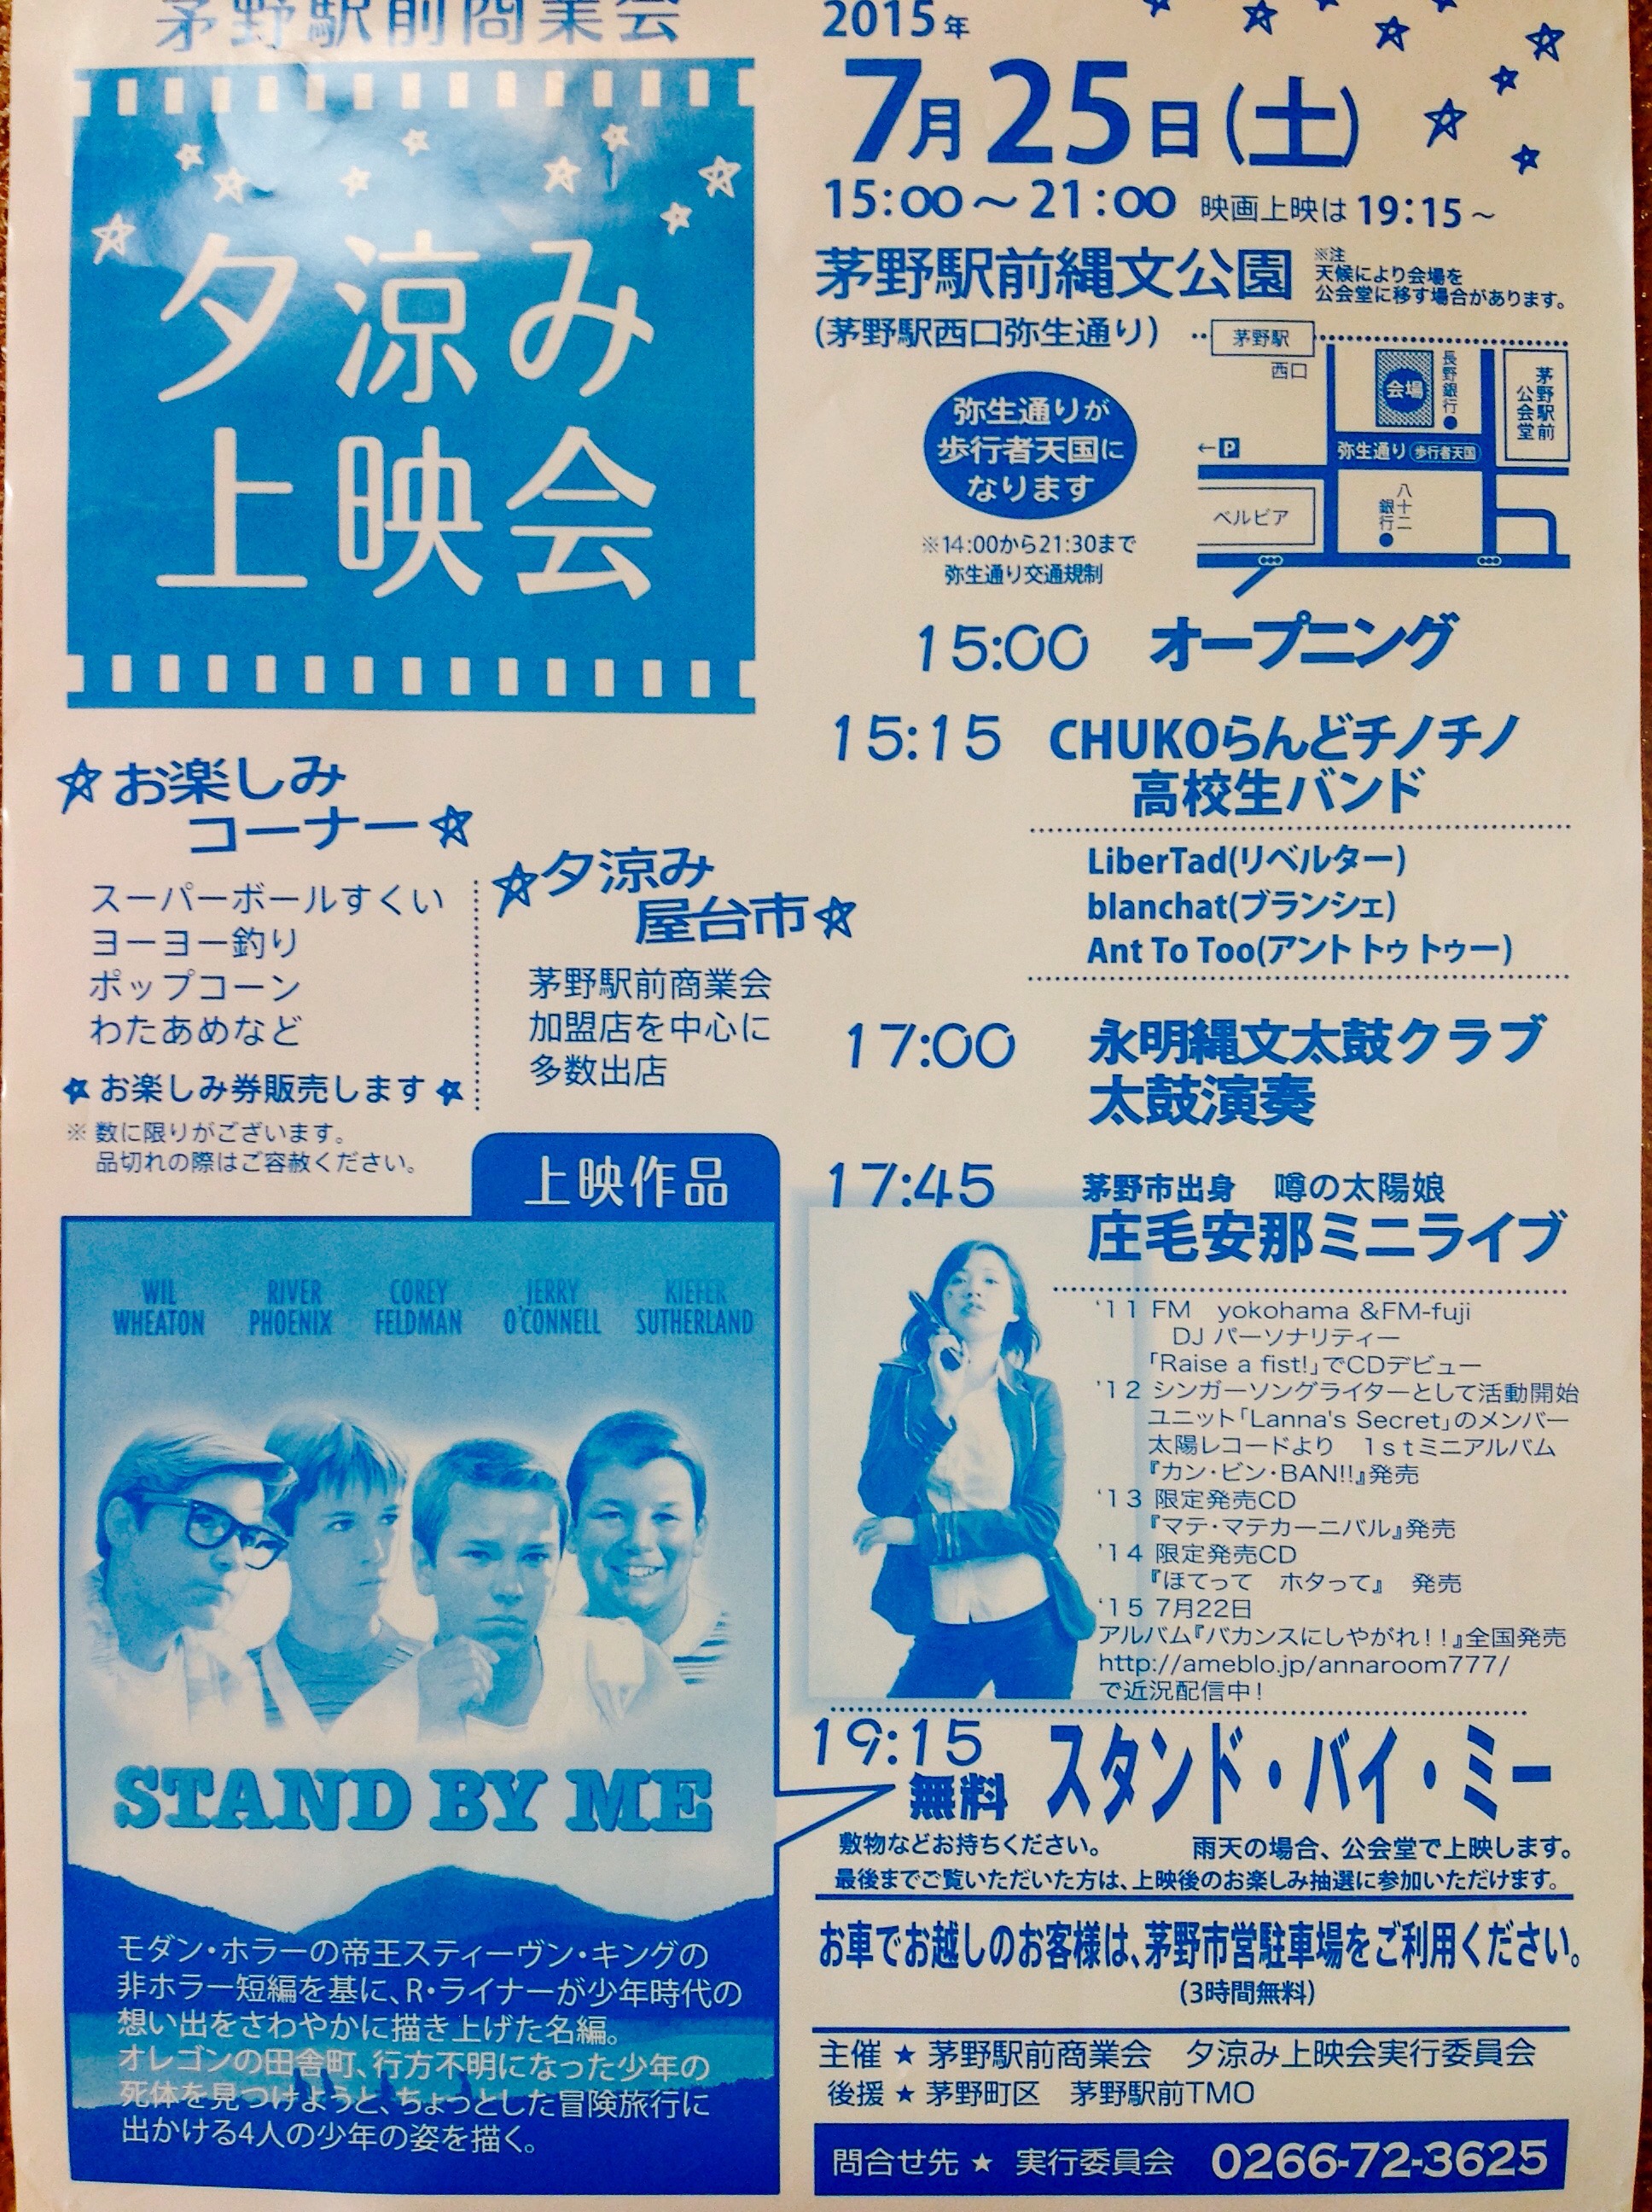 茅野駅前商業会
夕涼み
上映会
2015年
7月25日(土)
15:00〜21:00 映画上映は19:15〜
茅野駅前縄文公園
※注
天候により会場を
公会堂に移す場合があります。
(茅野駅西口弥生通り)
弥生通りが
歩行者天国に
なります
※14:00から21:30まで
弥生通り交通規制
茅野駅
西口
会場
長野銀行
茅野駅前
公会堂
←P
弥生通り 歩行者天国
ベルビア
八十二
銀行
15:00 オープニング
15:15 CHUKOらんどチノチノ
高校生バンド
LiberTad(リベルター)
blanchat(ブランシェ)
Ant To Too(アント トゥ トゥー)
17:00 永明縄文太鼓クラブ
太鼓演奏
17:45 茅野市出身 噂の太陽娘
庄毛安那ミニライブ
'11 FM yokohama &FM-fuji
DJ パーソナリティー
「Raise a fist!」でCDデビュー
'12 シンガーソングライターとして活動開始
ユニット「Lanna's Secret」のメンバー
太陽レコードより 1stミニアルバム
『カン・ビン・BAN!!』発売
'13 限定発売CD
『マテ・マテカーニバル』発売
'14 限定発売CD
『ほてって ホタって』 発売
'15 7月22日
アルバム『バカンスにしやがれ!!』全国発売
http://ameblo.jp/annaroom777/
で近況配信中!
19:15
無料 スタンド・バイ・ミー
敷物などお持ちください。 雨天の場合、公会堂で上映します。
最後までご覧いただいた方は、上映後のお楽しみ抽選に参加いただけます。
お車でお越しのお客様は、茅野市営駐車場をご利用ください。
(3時間無料)
主催 ★ 茅野駅前商業会 夕涼み上映会実行委員会
後援 ★ 茅野町区 茅野駅前TMO
問合せ先 ★ 実行委員会 0266-72-3625
☆お楽しみ
コーナー☆
スーパーボールすくい
ヨーヨー釣り
ポップコーン
わたあめなど
★お楽しみ券販売します★
※ 数に限りがございます。
品切れの際はご容赦ください。
☆夕涼み
屋台市☆
茅野駅前商業会
加盟店を中心に
多数出店
上映作品
WIL WHEATON
RIVER PHOENIX
COREY FELDMAN
JERRY O'CONNELL
KIEFER SUTHERLAND
STAND BY ME
モダン・ホラーの帝王スティーヴン・キングの
非ホラー短編を基に、R・ライナーが少年時代の
想い出をさわやかに描き上げた名編。
オレゴンの田舎町、行方不明になった少年の
死体を見つけようと、ちょっとした冒険旅行に
出かける4人の少年の姿を描く。